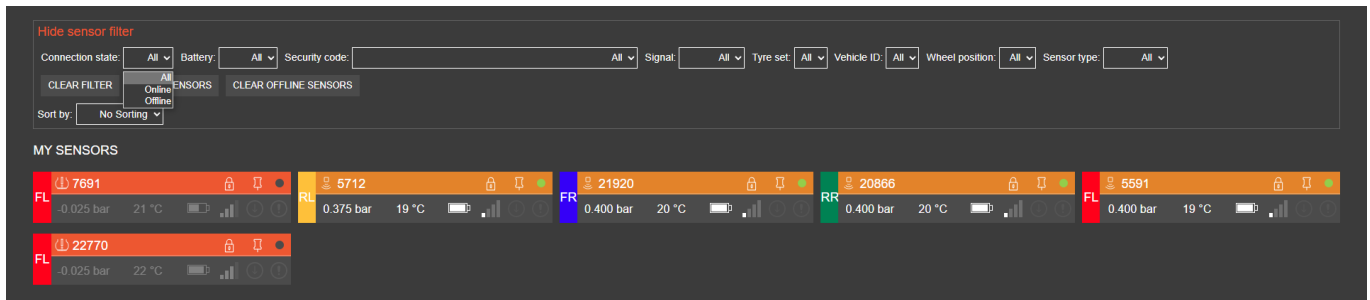 Hide sensor filter
Connection state: All Battery: All Security code: All Signal: All Tyre set: All Vehicle ID: All Wheel position: All Sensor type: All
All
Online
Offline
CLEAR FILTER ENSORS CLEAR OFFLINE SENSORS
Sort by: No Sorting
MY SENSORS
FL 7691 RL 5712 FR 21920 RR 20866 FL 5591
-0.025 bar 21 °C 0.375 bar 19 °C 0.400 bar 20 °C 0.400 bar 20 °C 0.400 bar 19 °C
FL 22770
-0.025 bar 22 °C